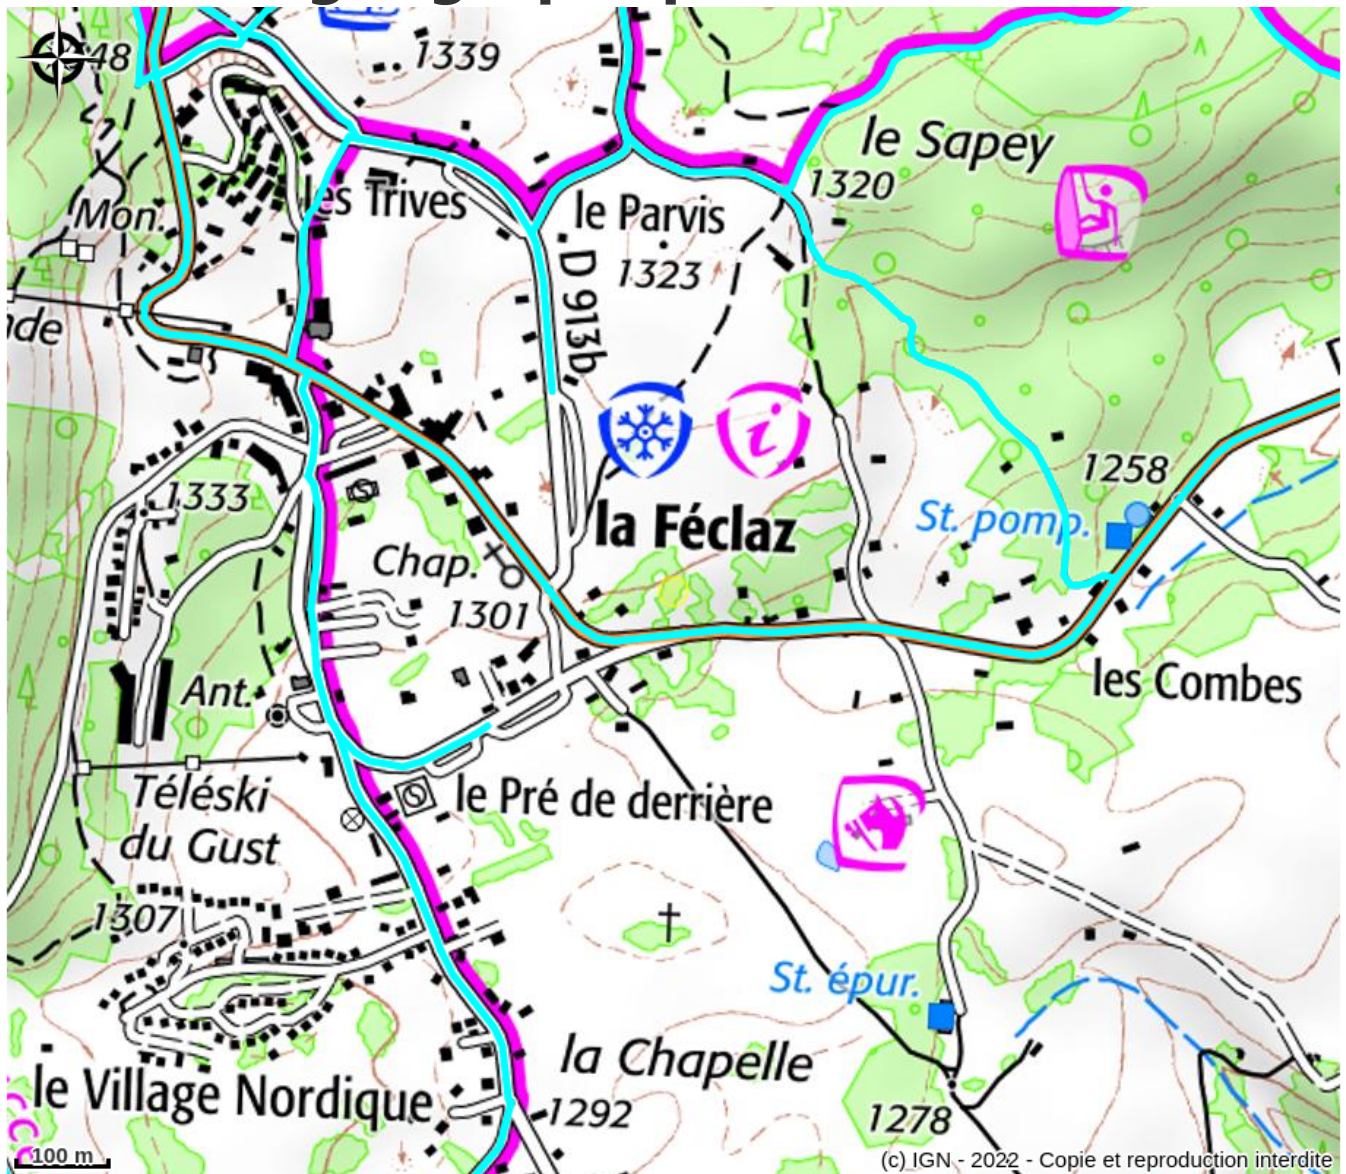 48
1339
le Sapey
1320
les Trives
le Parvis
Mon.
1323
D 913b
nde
1258
1333
St. pomp.
la Féclaz
Chap.
1301
les Combes
Ant.
Téléski
du Gust
le Pré de derrière
1307
St. épur.
la Chapelle
le Village Nordique
1292
1278
100 m
(c) IGN - 2022 - Copie et reproduction interdite